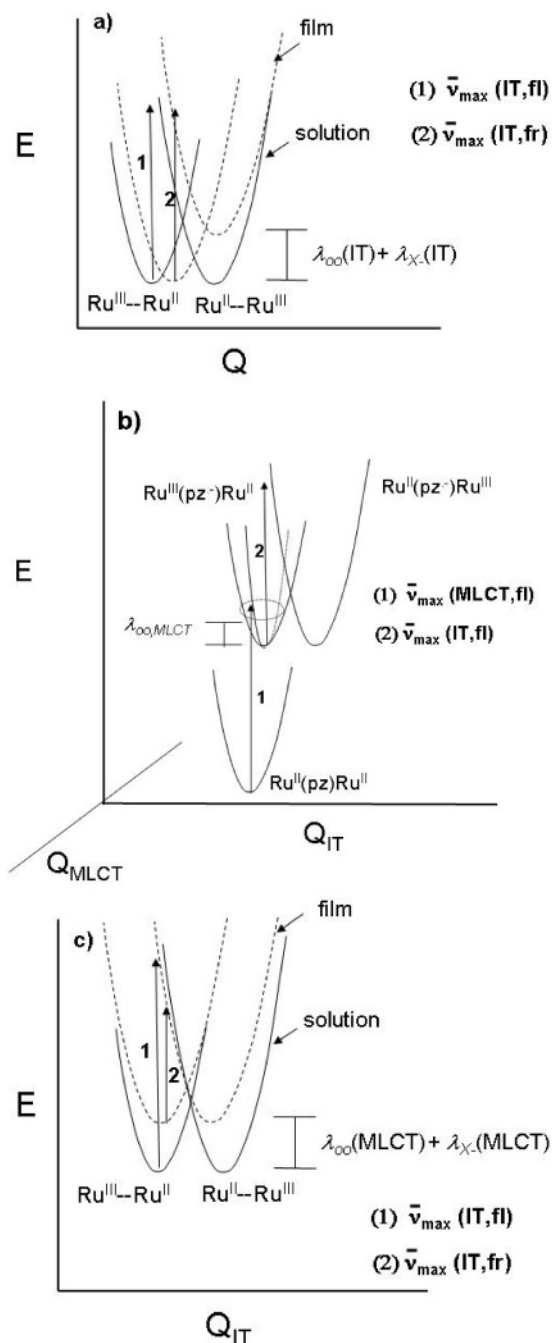 a)
film
(1) ν̄max (IT,fl)
(2) ν̄max (IT,fr)
solution
E
1
2
λoo(IT) + λX-(IT)
RuIII--RuII
RuII--RuIII
Q
b)
RuIII(pz·-)RuII
RuII(pz·-)RuIII
2
E
(1) ν̄max (MLCT,fl)
(2) ν̄max (IT,fl)
λoo,MLCT
1
RuII(pz)RuII
QIT
QMLCT
c)
film
solution
1
2
E
λoo(MLCT) + λX-(MLCT)
RuIII--RuII
RuII--RuIII
(1) ν̄max (IT,fl)
(2) ν̄max (IT,fr)
QIT